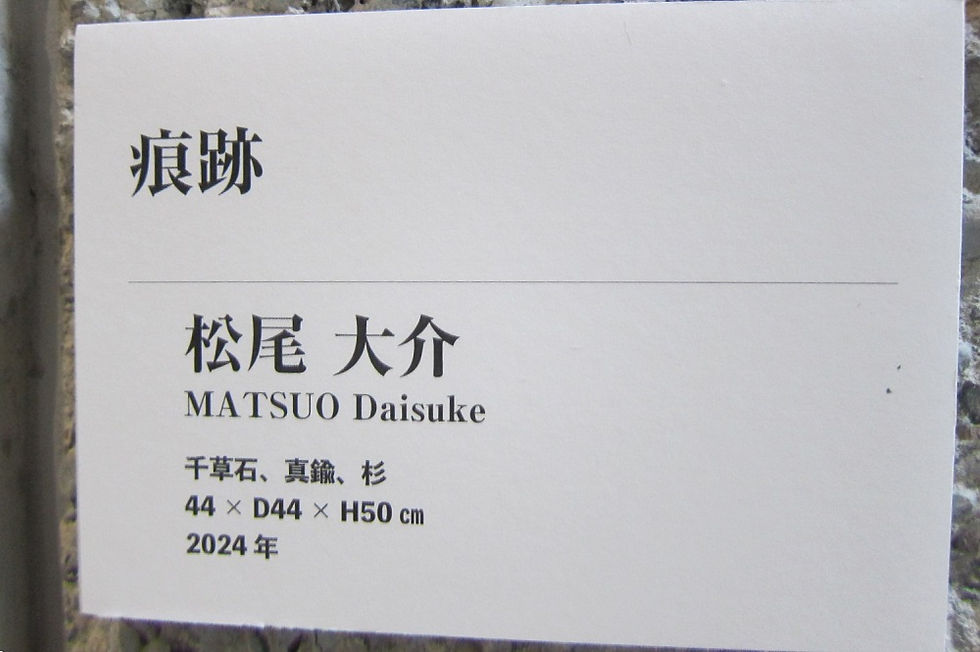 痕跡
松尾 大介
MATSUO Daisuke
千草石、真鍮、杉
44 × D44 × H50 ㎝
2024 年